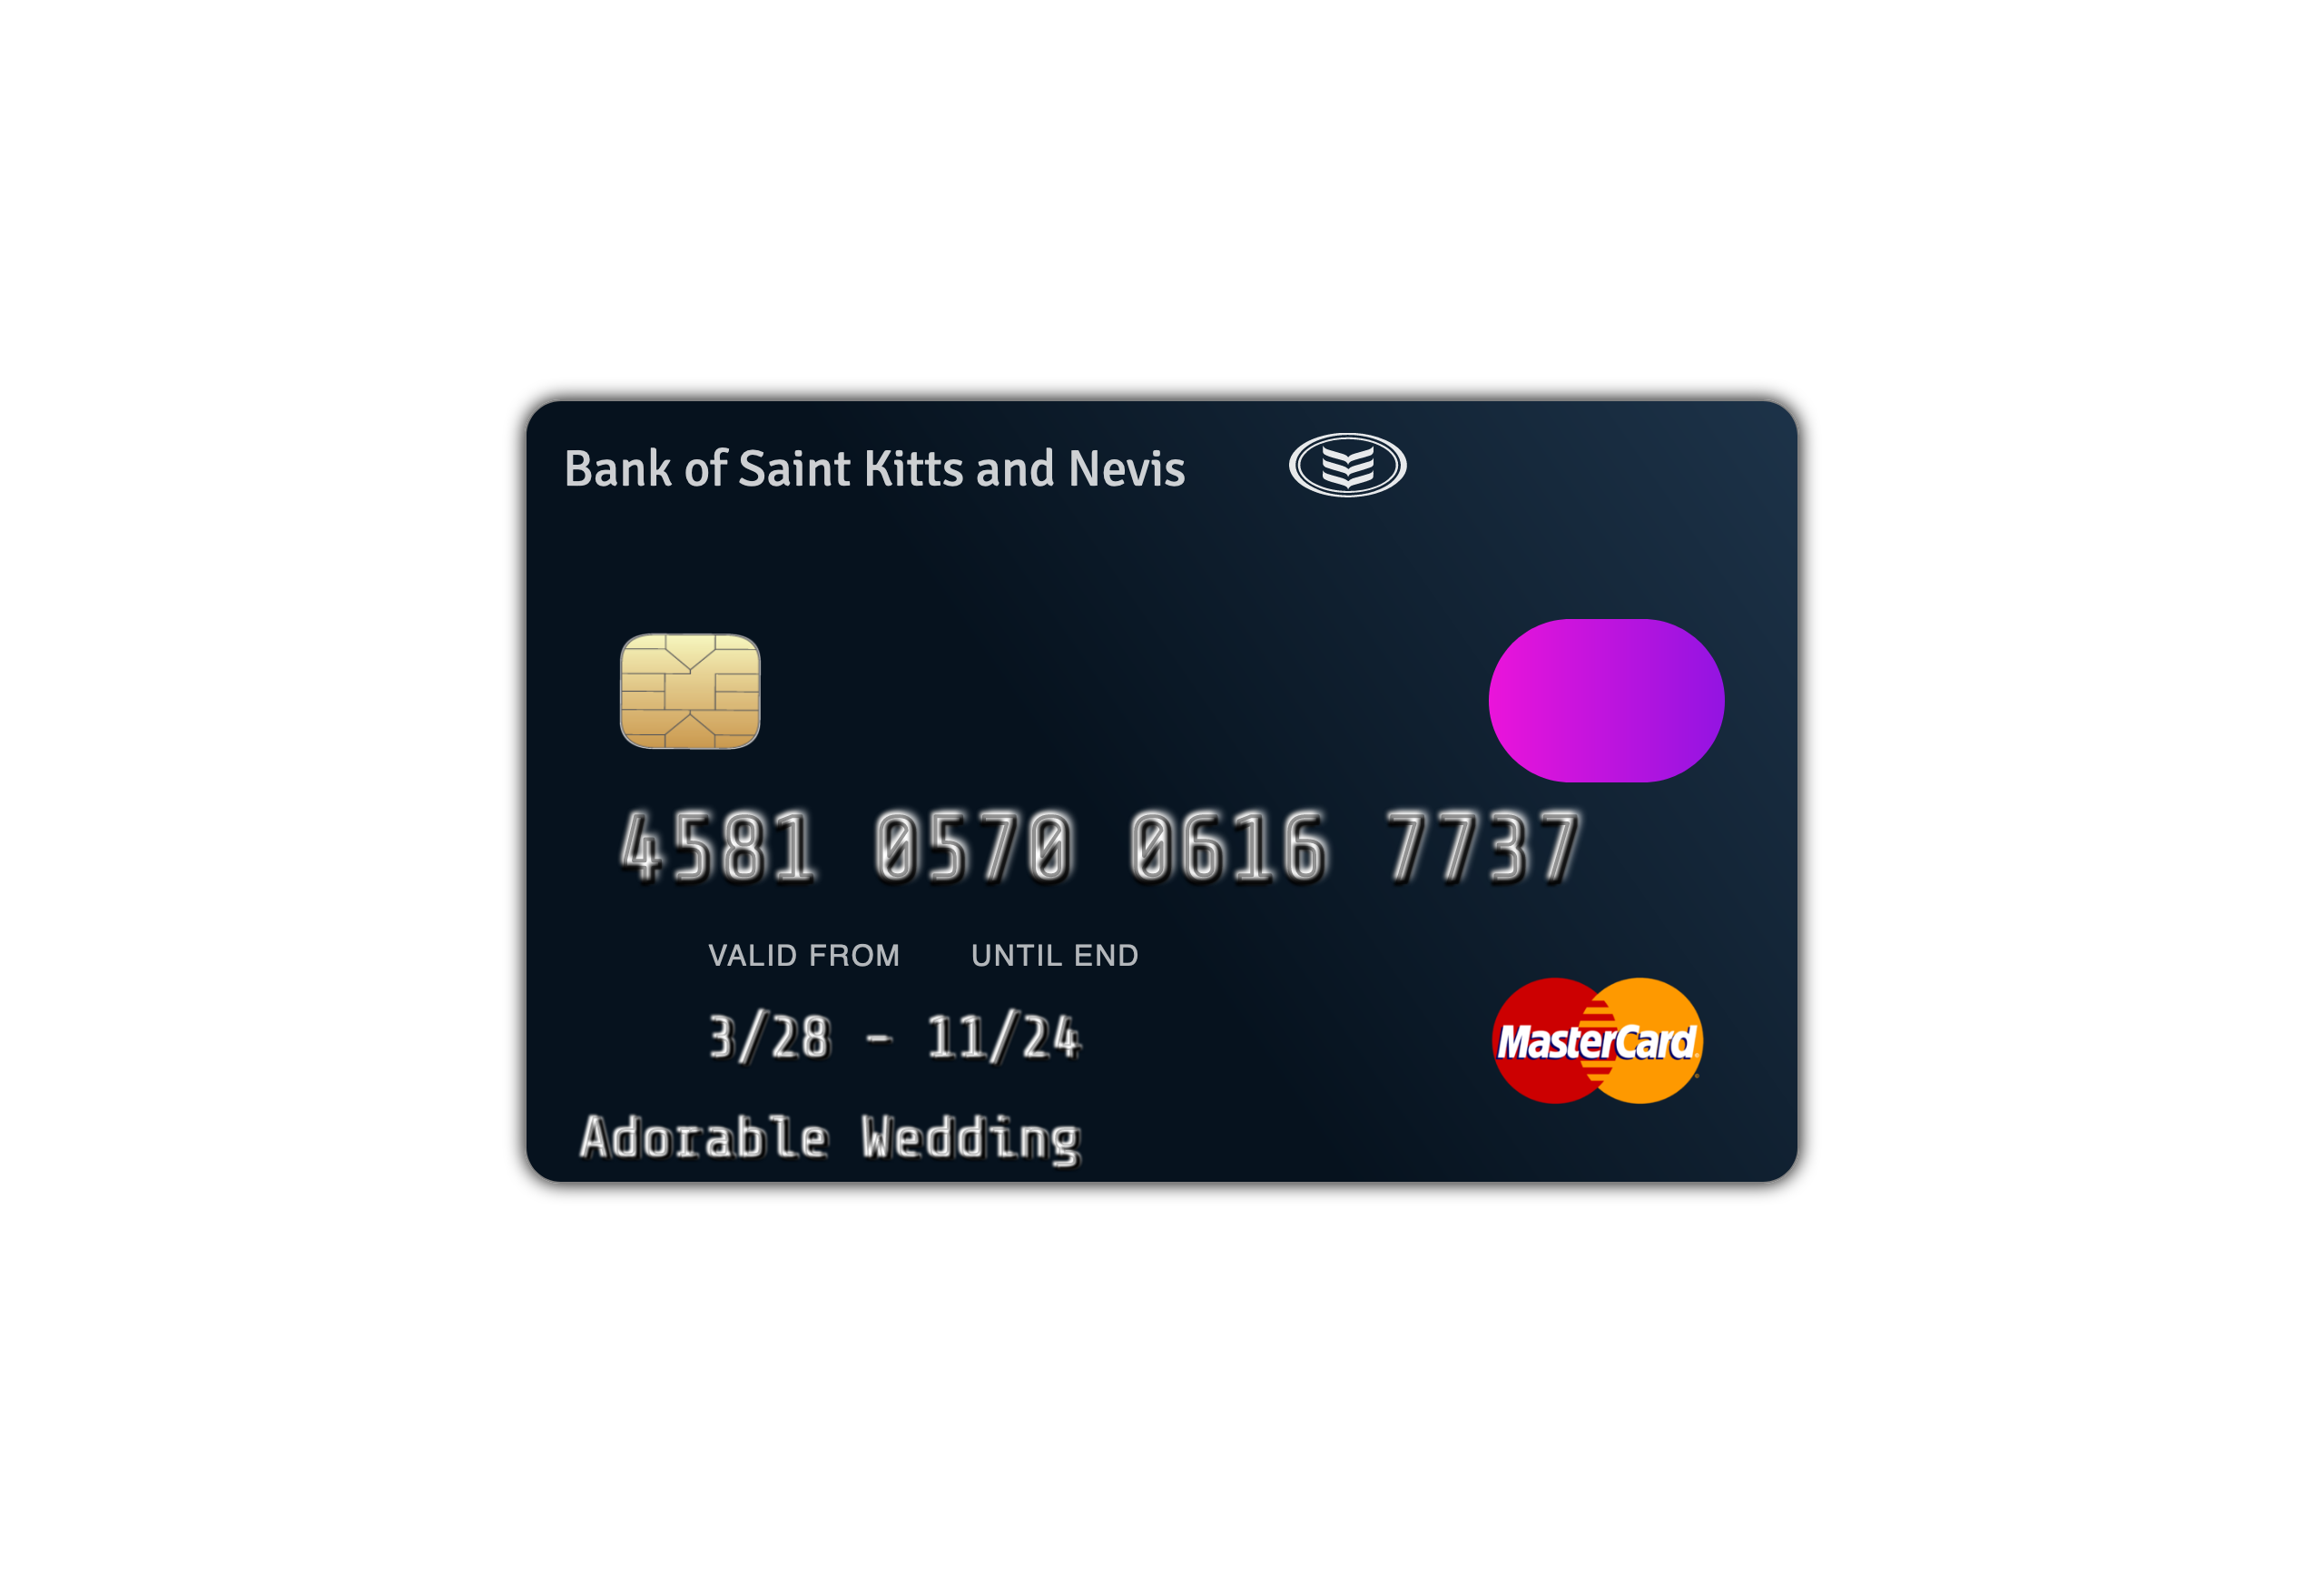 Bank of Saint Kitts and Nevis
4581 0570 0616 7737
VALID FROM UNTIL END
3/28 - 11/24
MasterCard
Adorable Wedding